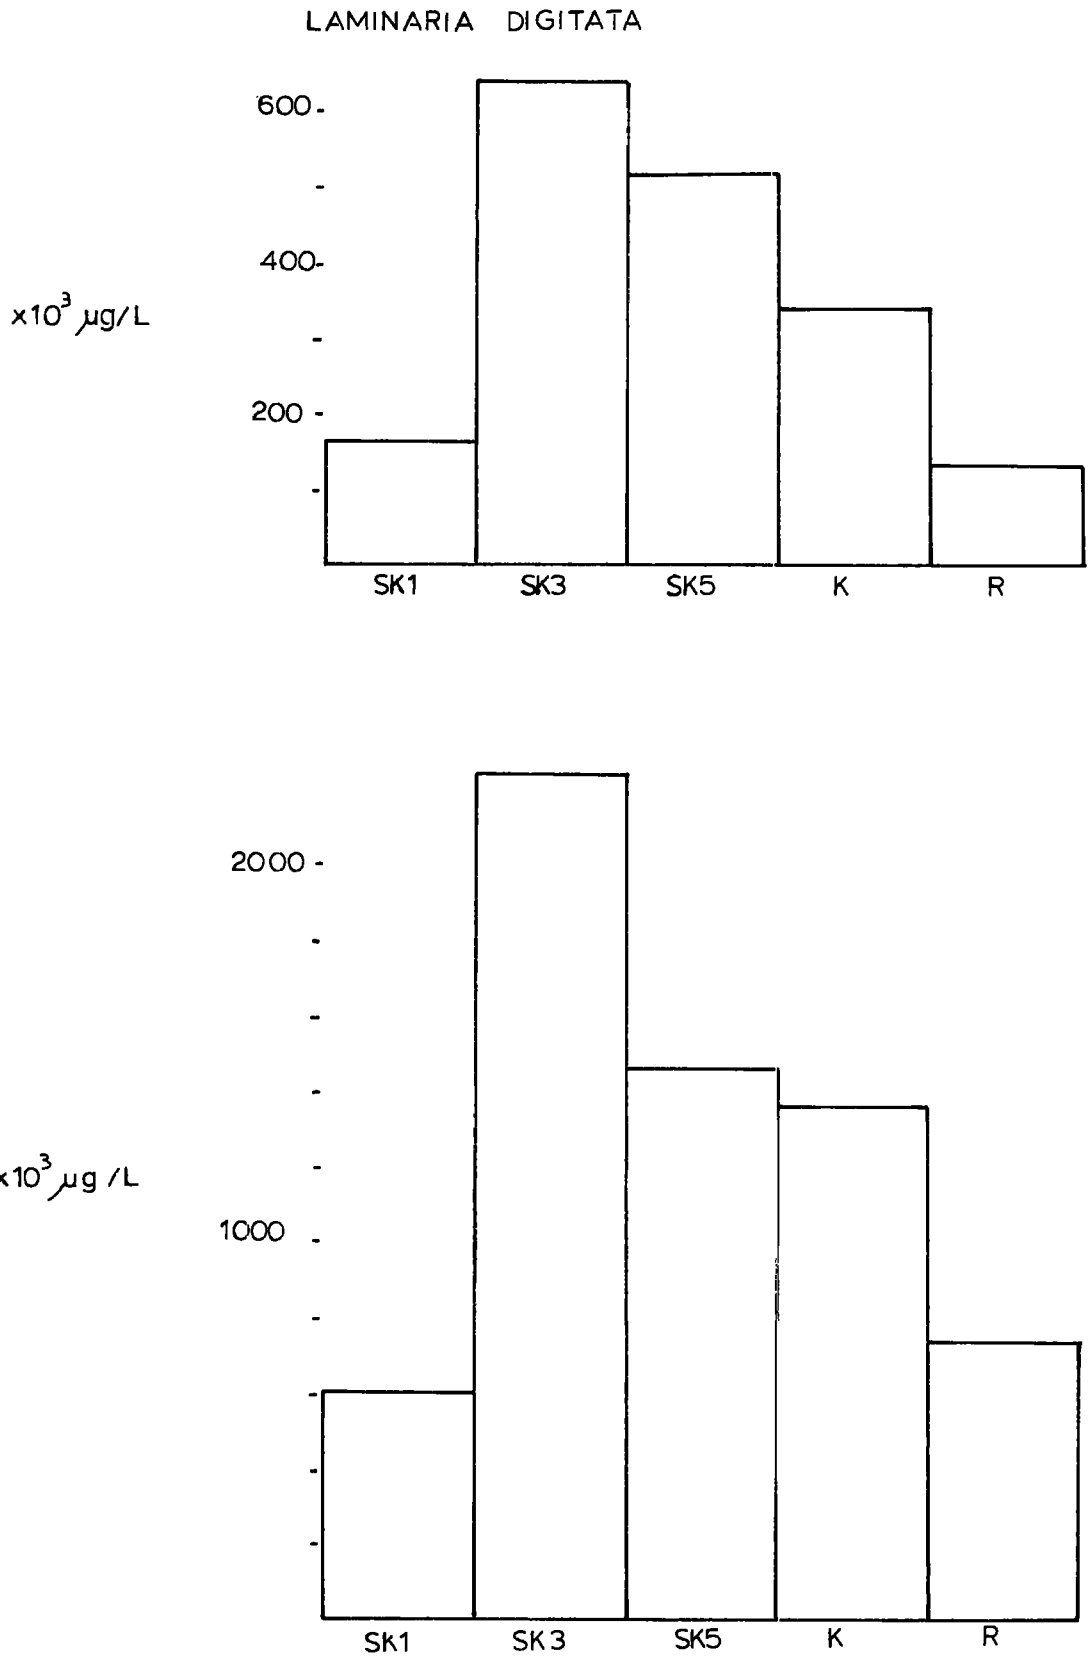 LAMINARIA DIGITATA
600
400
x10³ µg/L
200
SK1 SK3 SK5 K R
2000
x10³ µg/L
1000
SK1 SK3 SK5 K R